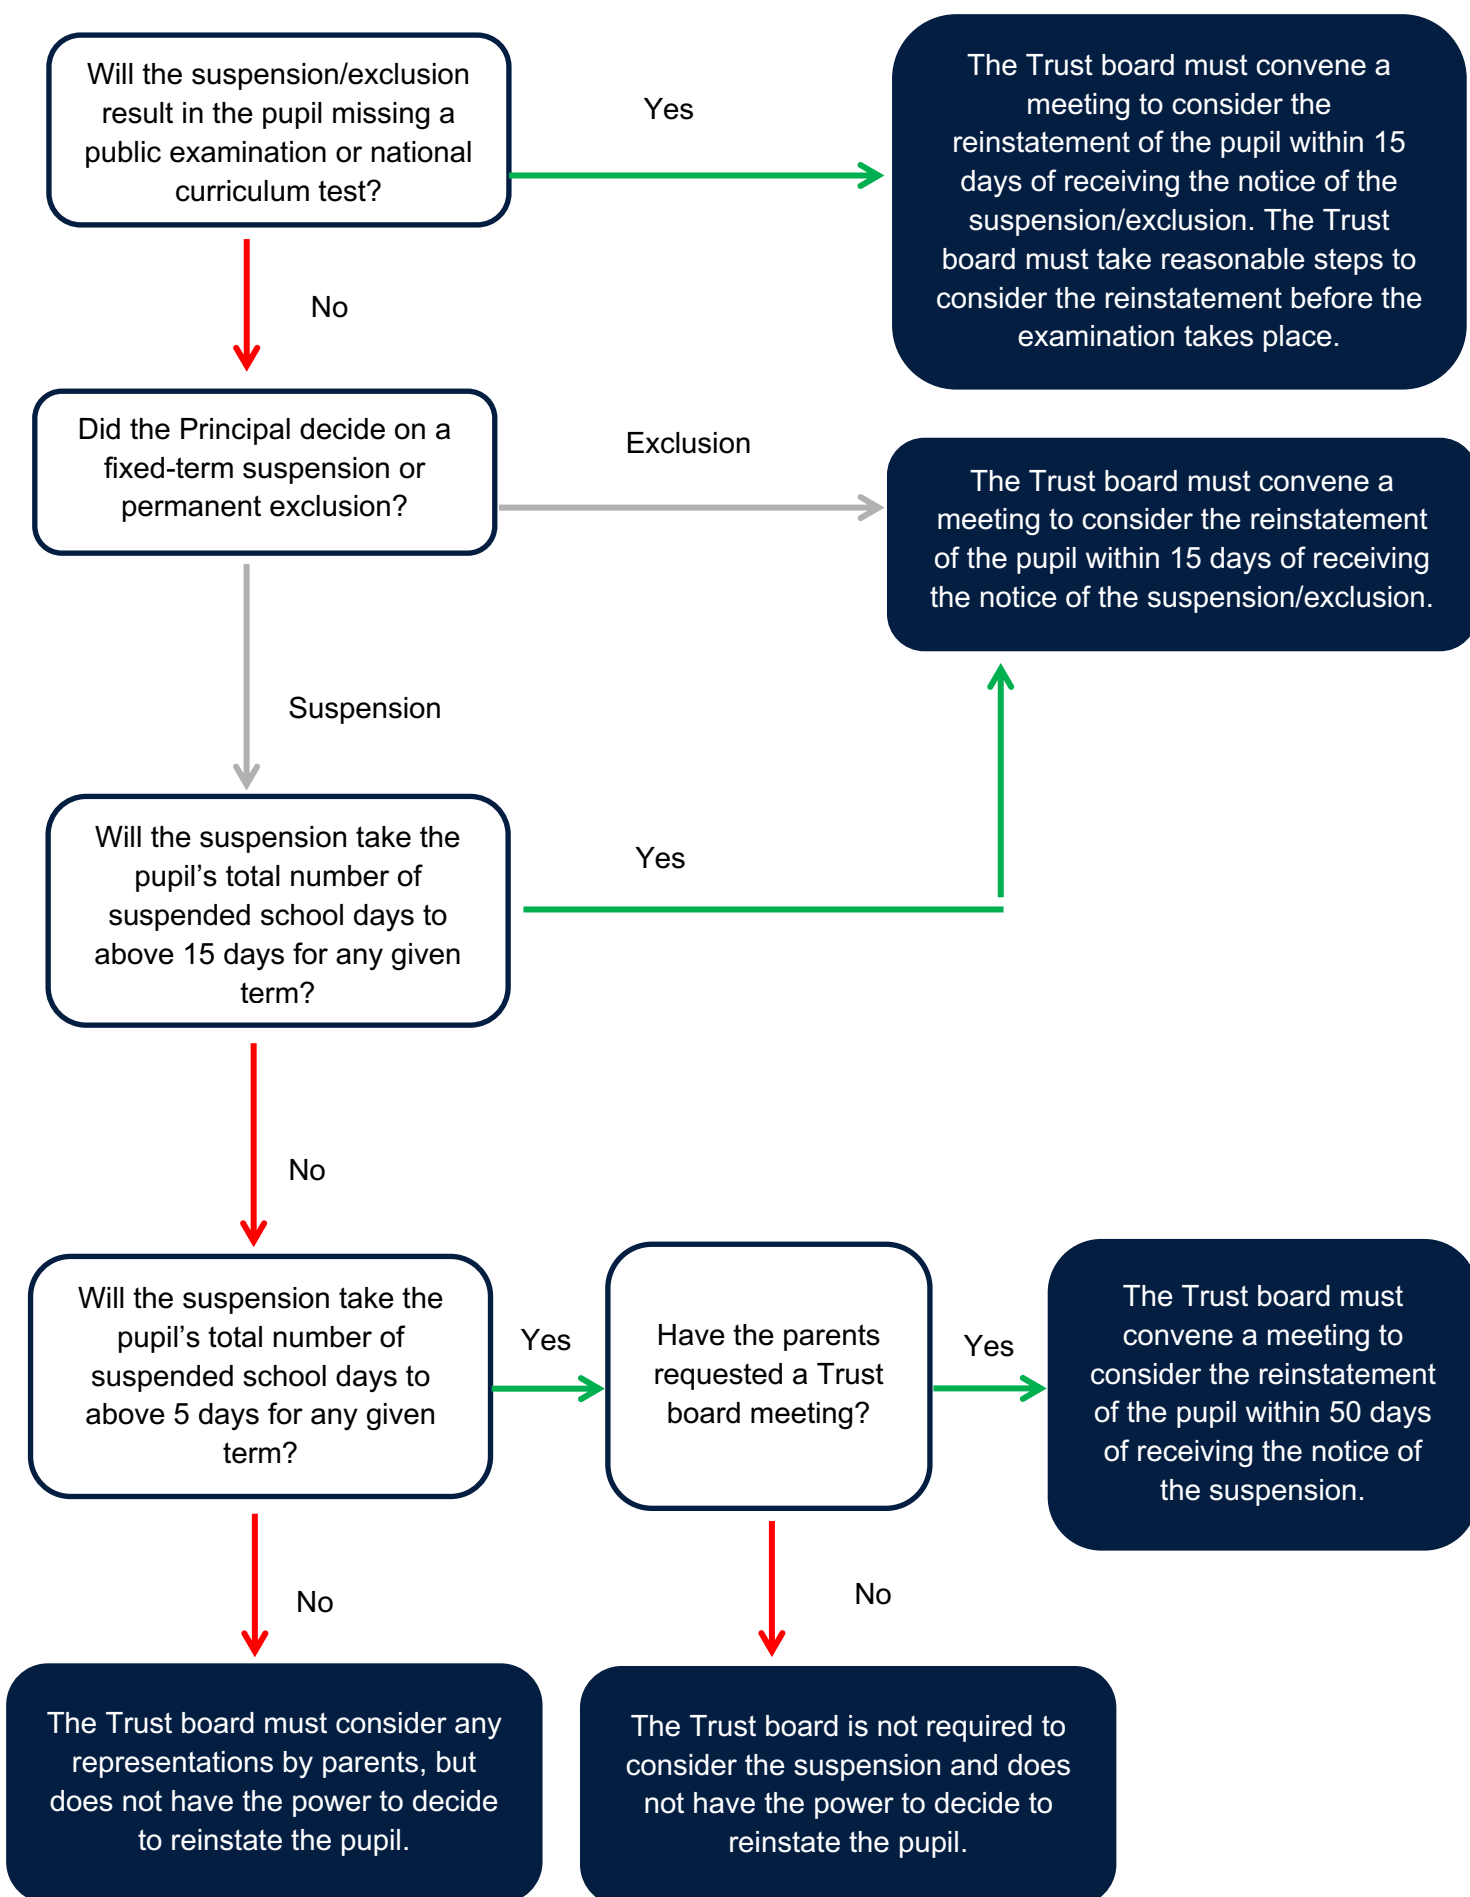 Will the suspension/exclusion
result in the pupil missing a
public examination or national
curriculum test?
Yes
The Trust board must convene a
meeting to consider the
reinstatement of the pupil within 15
days of receiving the notice of the
suspension/exclusion. The Trust
board must take reasonable steps to
consider the reinstatement before the
examination takes place.
No
Did the Principal decide on a
fixed-term suspension or
permanent exclusion?
Exclusion
The Trust board must convene a
meeting to consider the reinstatement
of the pupil within 15 days of receiving
the notice of the suspension/exclusion.
Suspension
Will the suspension take the
pupil’s total number of
suspended school days to
above 15 days for any given
term?
Yes
No
Will the suspension take the
pupil’s total number of
suspended school days to
above 5 days for any given
term?
Yes
Have the parents
requested a Trust
board meeting?
Yes
The Trust board must
convene a meeting to
consider the reinstatement
of the pupil within 50 days
of receiving the notice of
the suspension.
No
No
The Trust board must consider any
representations by parents, but
does not have the power to decide
to reinstate the pupil.
The Trust board is not required to
consider the suspension and does
not have the power to decide to
reinstate the pupil.